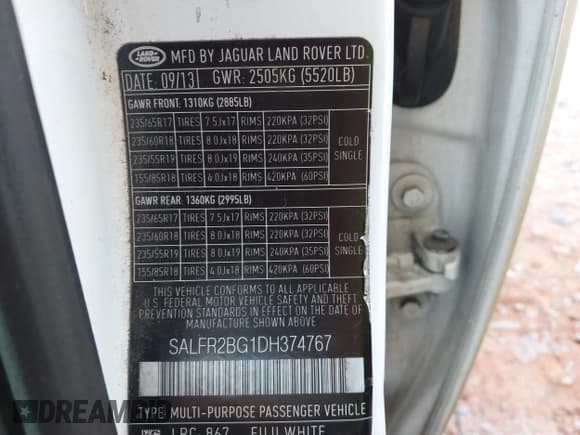 LAND ROVER
MFD BY JAGUAR LAND ROVER LTD.
DATE: 09/13 GWR: 2505KG (5520LB)
GAWR FRONT: 1310KG (2885LB)
235/65R17 TIRES 7.5Jx17 RIMS 220KPA (32PSI)
235/60R18 TIRES 8.0Jx18 RIMS 220KPA (32PSI) COLD
235/55R19 TIRES 8.0Jx19 RIMS 240KPA (35PSI) SINGLE
155/85R18 TIRES 4.0Jx18 RIMS 420KPA (60PSI)
GAWR REAR: 1360KG (2995LB)
235/65R17 TIRES 7.5Jx17 RIMS 220KPA (32PSI)
235/60R18 TIRES 8.0Jx18 RIMS 220KPA (32PSI) COLD
235/55R19 TIRES 8.0Jx19 RIMS 240KPA (35PSI) SINGLE
155/85R18 TIRES 4.0Jx18 RIMS 420KPA (60PSI)
THIS VEHICLE CONFORMS TO ALL APPLICABLE
U.S. FEDERAL MOTOR VEHICLE SAFETY AND THEFT
PREVENTION STANDARDS IN EFFECT ON THE DATE OF
MANUFACTURE SHOWN ABOVE.
SALFR2BG1DH374767
TYPE: MULTI-PURPOSE PASSENGER VEHICLE
LRC 867 FUJI WHITE